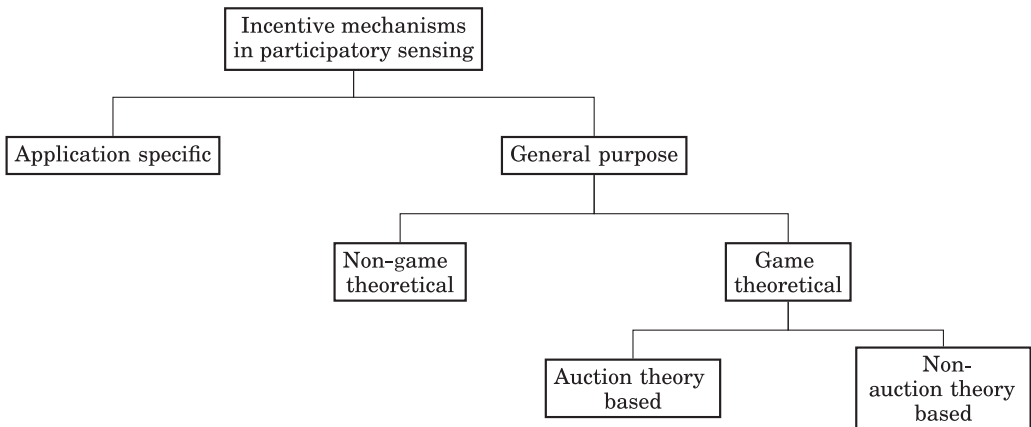 Incentive mechanisms
in participatory sensing
Application specific
General purpose
Non-game
theoretical
Game
theoretical
Auction theory
based
Non-
auction theory
based